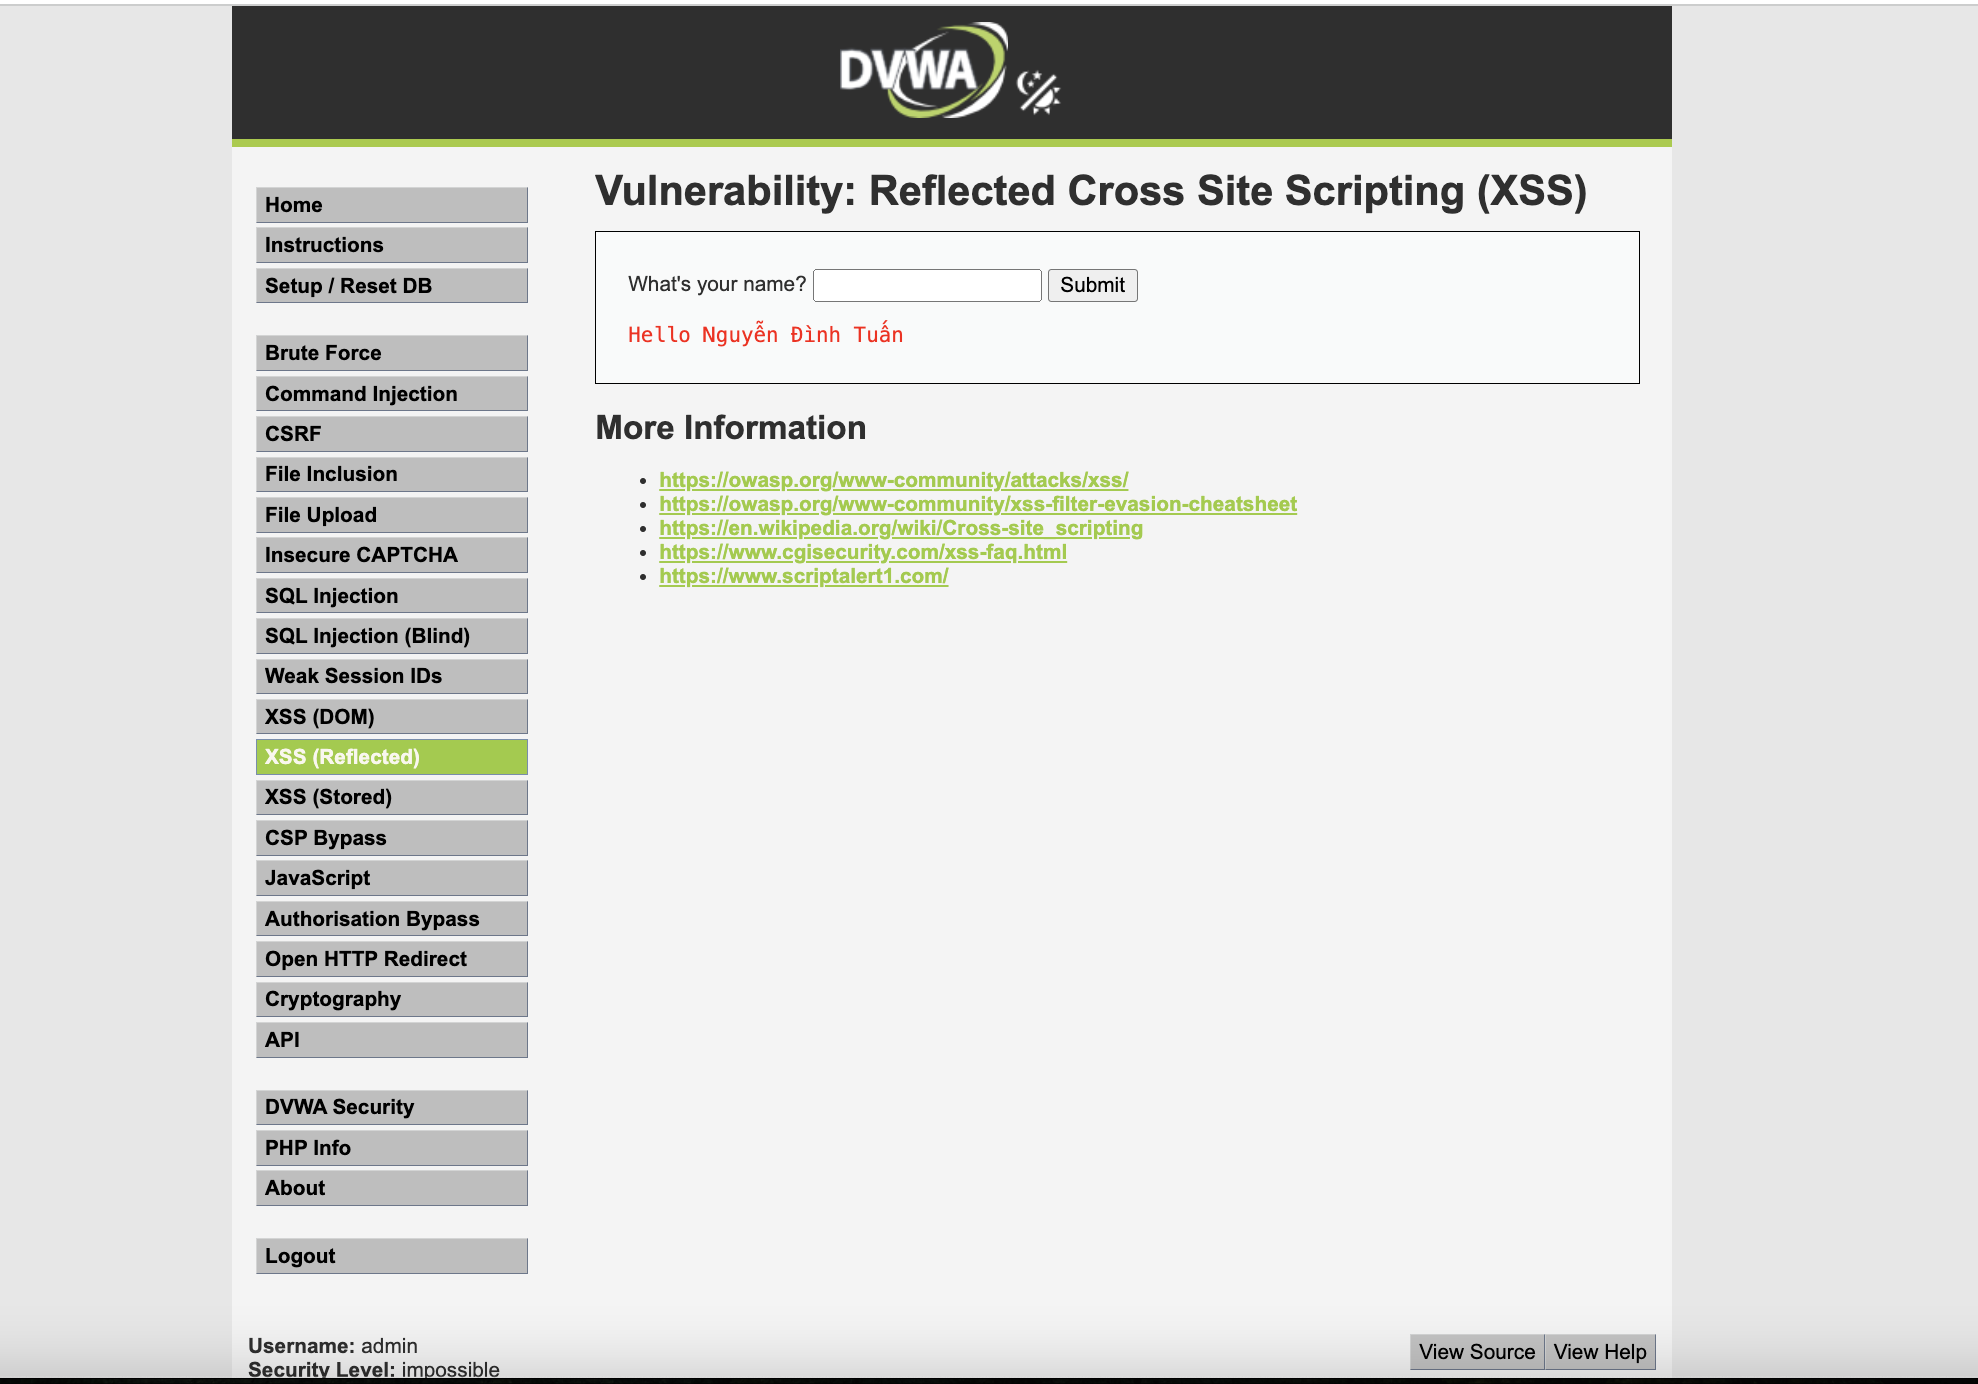 DVWA
Vulnerability: Reflected Cross Site Scripting (XSS)
Home
Instructions
Setup / Reset DB
Brute Force
Command Injection
CSRF
File Inclusion
File Upload
Insecure CAPTCHA
SQL Injection
SQL Injection (Blind)
Weak Session IDs
XSS (DOM)
XSS (Reflected)
XSS (Stored)
CSP Bypass
JavaScript
Authorisation Bypass
Open HTTP Redirect
Cryptography
API
DVWA Security
PHP Info
About
Logout
What's your name? Submit
Hello Nguyễn Đình Tuấn
More Information
https://owasp.org/www-community/attacks/xss/
https://owasp.org/www-community/xss-filter-evasion-cheatsheet
https://en.wikipedia.org/wiki/Cross-site_scripting
https://www.cgisecurity.com/xss-faq.html
https://www.scriptalert1.com/
Username: admin
Security Level: impossible
View Source View Help